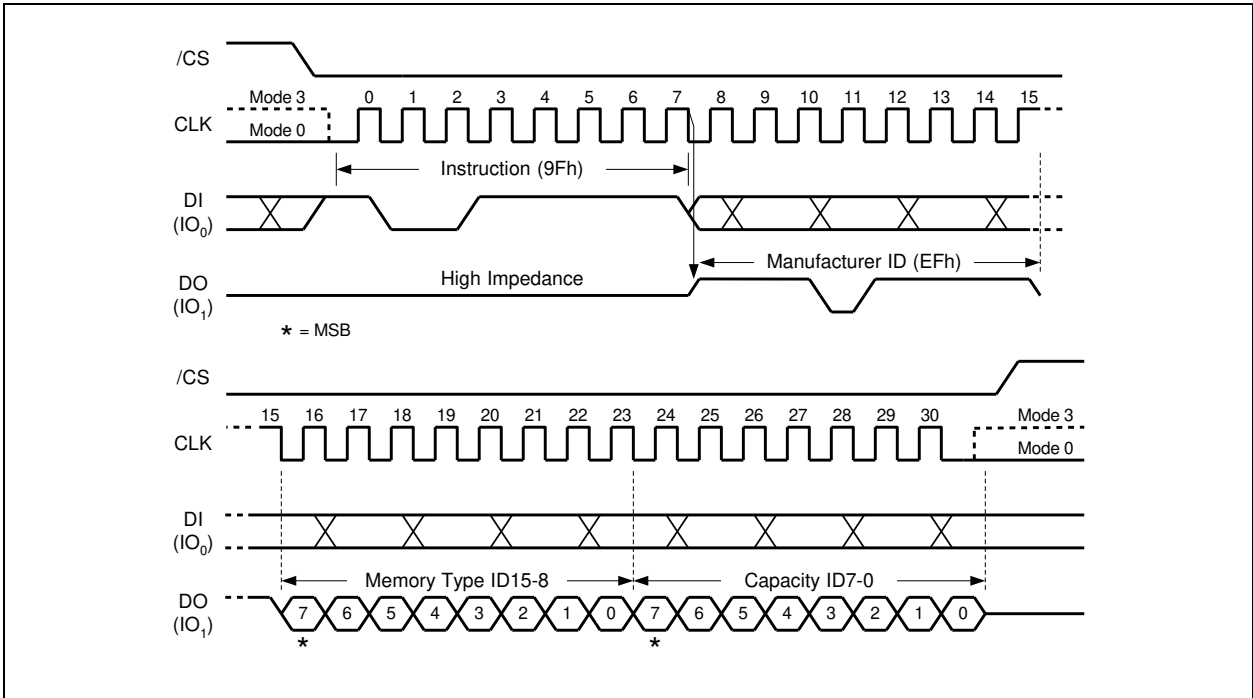 /CS
Mode 3 0 1 2 3 4 5 6 7 8 9 10 11 12 13 14 15
CLK
Mode 0
Instruction (9Fh)
DI
(IO₀)
Manufacturer ID (EFh)
High Impedance
DO
(IO₁)
* = MSB
/CS
15 16 17 18 19 20 21 22 23 24 25 26 27 28 29 30 Mode 3
CLK
Mode 0
DI
(IO₀)
Memory Type ID15-8 Capacity ID7-0
DO
(IO₁)
7 6 5 4 3 2 1 0 7 6 5 4 3 2 1 0
* *